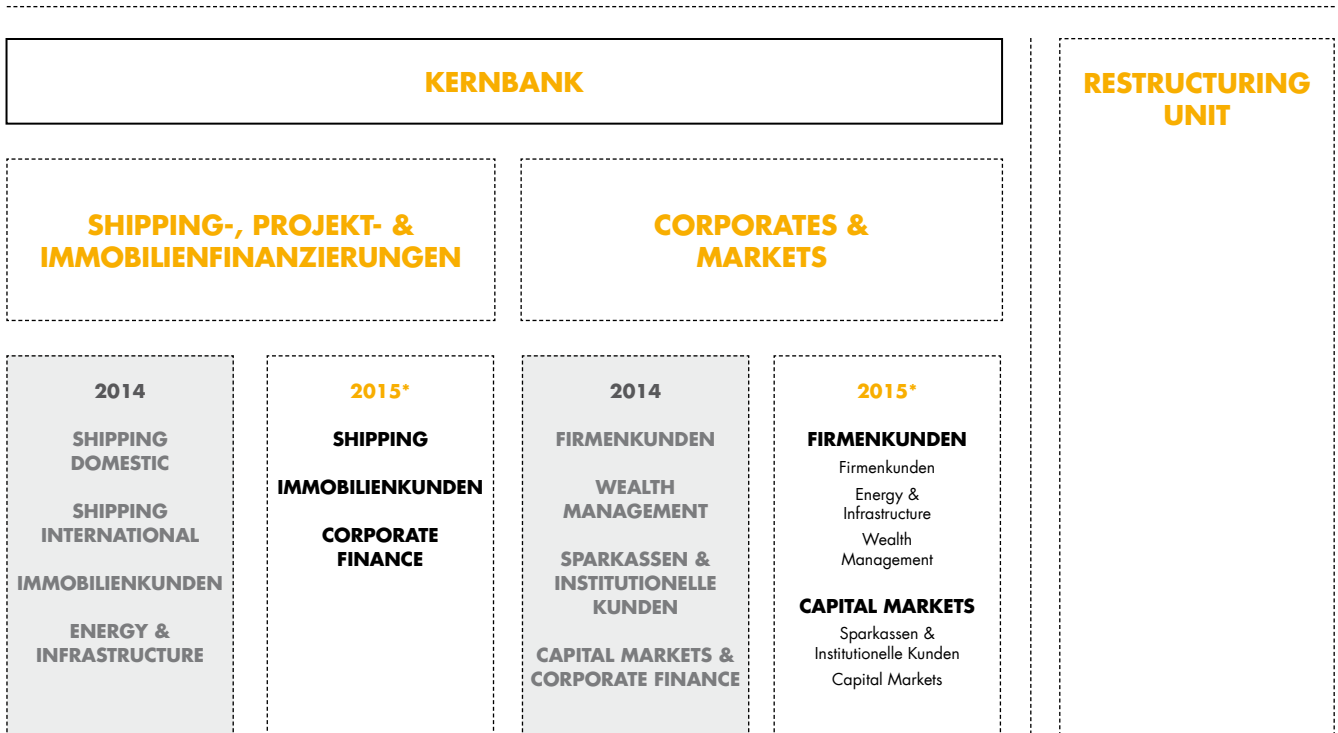 KERNBANK
RESTRUCTURING
UNIT
SHIPPING-, PROJEKT- &
IMMOBILIENFINANZIERUNGEN
CORPORATES &
MARKETS
2014
SHIPPING
DOMESTIC
SHIPPING
INTERNATIONAL
IMMOBILIENKUNDEN
ENERGY &
INFRASTRUCTURE
2015*
SHIPPING
IMMOBILIENKUNDEN
CORPORATE
FINANCE
2014
FIRMENKUNDEN
WEALTH
MANAGEMENT
SPARKASSEN &
INSTITUTIONELLE
KUNDEN
CAPITAL MARKETS &
CORPORATE FINANCE
2015*
FIRMENKUNDEN
Firmenkunden
Energy &
Infrastructure
Wealth
Management
CAPITAL MARKETS
Sparkassen &
Institutionelle Kunden
Capital Markets